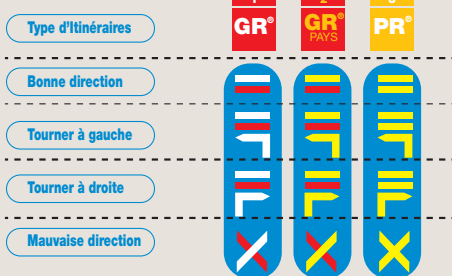 Type d'Itinéraires
GR®
GR®
PAYS
PR®
Bonne direction
Tourner à gauche
Tourner à droite
Mauvaise direction